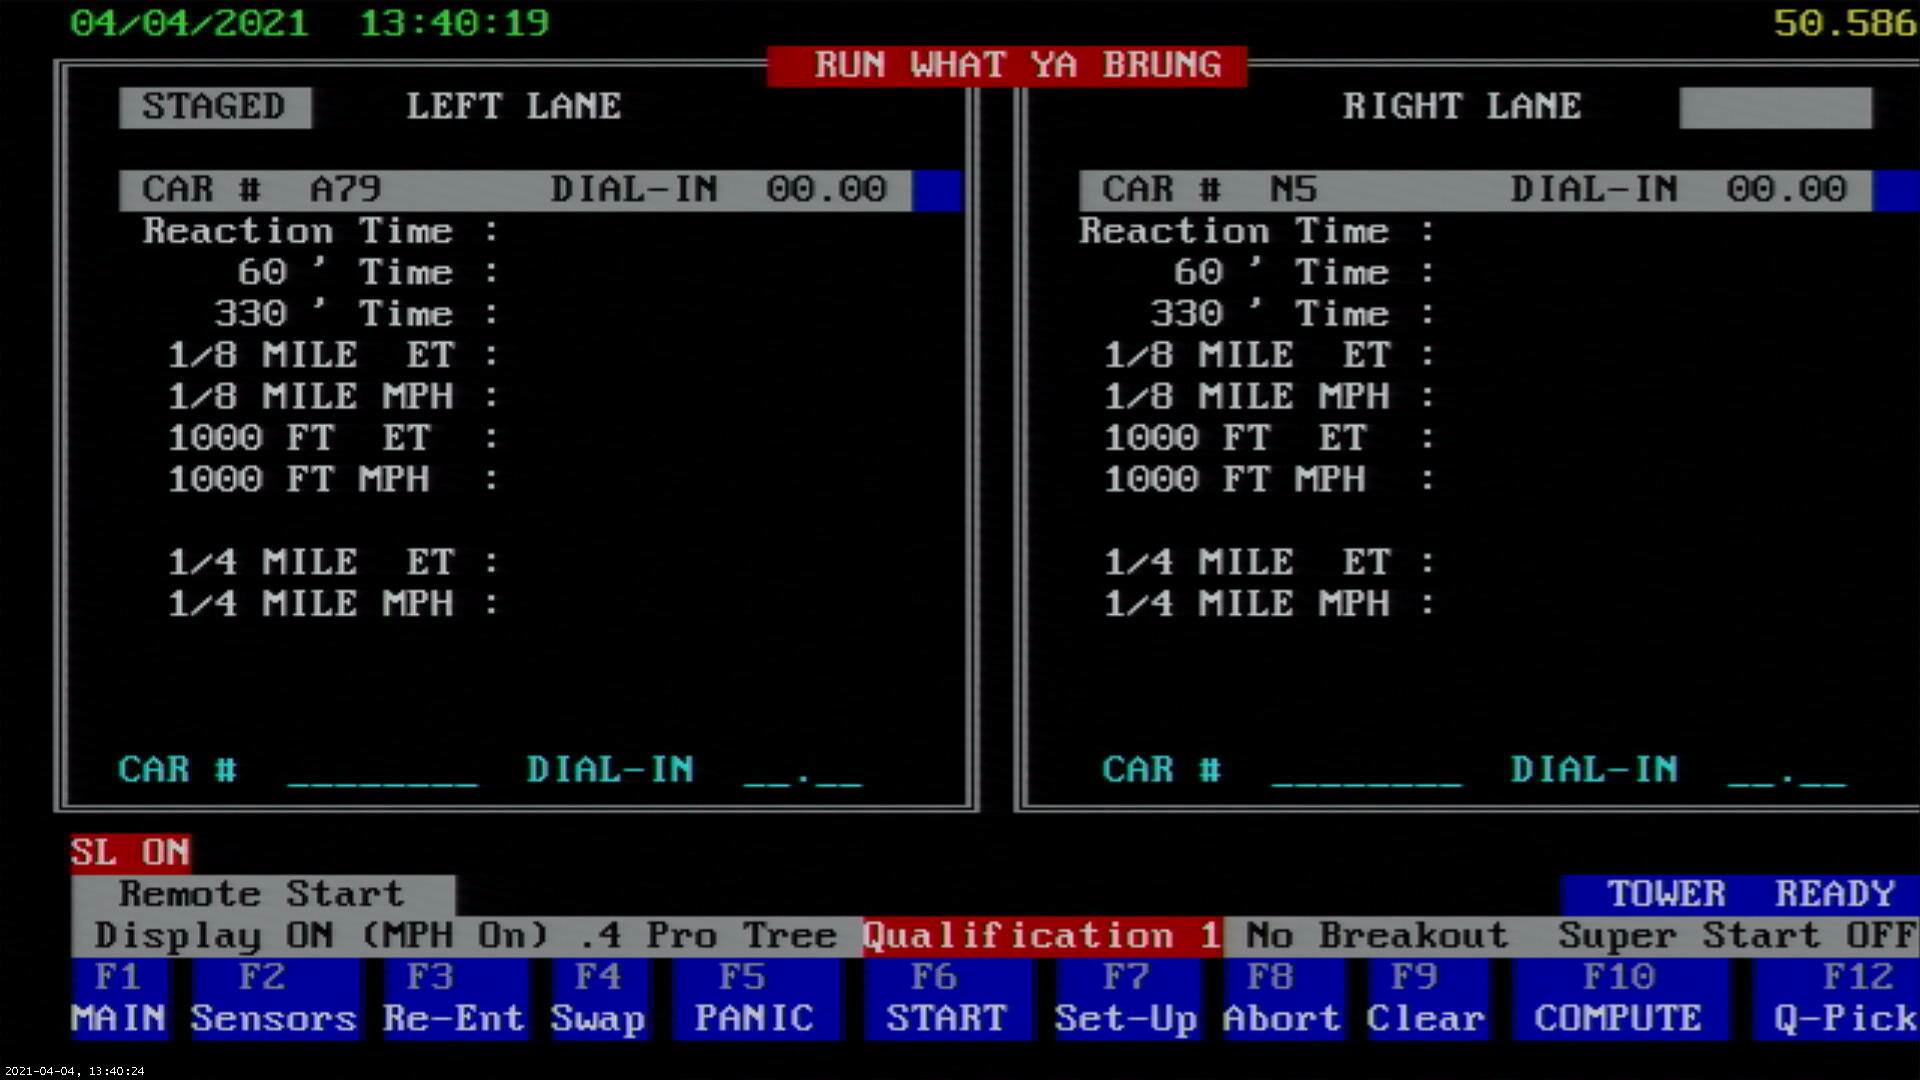 04/04/2021 13:40:19 50.586
RUN WHAT YA BRUNG
STAGED LEFT LANE RIGHT LANE
CAR # A79 DIAL-IN 00.00 CAR # N5 DIAL-IN 00.00
Reaction Time : Reaction Time :
60 ' Time : 60 ' Time :
330 ' Time : 330 ' Time :
1/8 MILE ET : 1/8 MILE ET :
1/8 MILE MPH : 1/8 MILE MPH :
1000 FT ET : 1000 FT ET :
1000 FT MPH : 1000 FT MPH :
1/4 MILE ET : 1/4 MILE ET :
1/4 MILE MPH : 1/4 MILE MPH :
CAR # ________ DIAL-IN __.__ CAR # ________ DIAL-IN __.__
SL ON
Remote Start TOWER READY
Display ON (MPH On) .4 Pro Tree Qualification 1 No Breakout Super Start OFF
F1 F2 F3 F4 F5 F6 F7 F8 F9 F10 F12
MAIN Sensors Re-Ent Swap PANIC START Set-Up Abort Clear COMPUTE Q-Pick
2021-04-04, 13:40:24